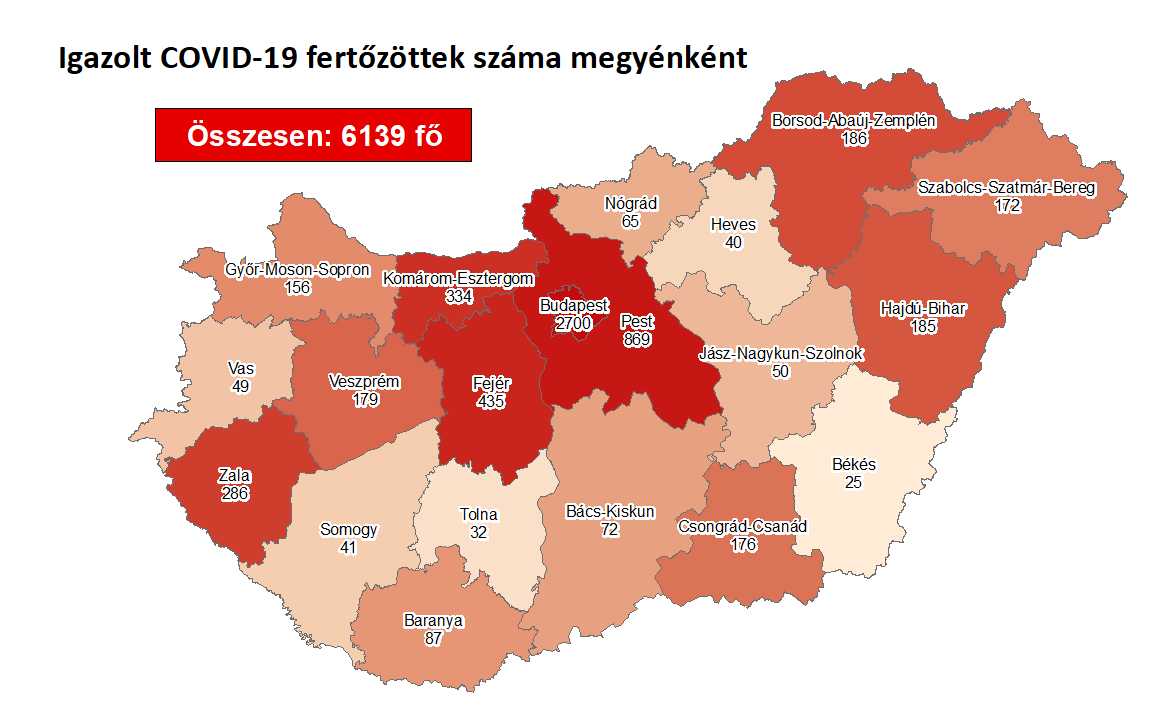 Igazolt COVID-19 fertőzöttek száma megyénként
Összesen: 6139 fő
Borsod-Abaúj-Zemplén
186
Szabolcs-Szatmár-Bereg
172
Nógrád
65
Heves
40
Győr-Moson-Sopron
156
Komárom-Esztergom
334
Budapest
2700
Pest
869
Hajdú-Bihar
185
Jász-Nagykun-Szolnok
50
Vas
49
Veszprém
179
Fejér
435
Zala
286
Békés
25
Somogy
41
Tolna
32
Bács-Kiskun
72
Csongrád-Csanád
176
Baranya
87